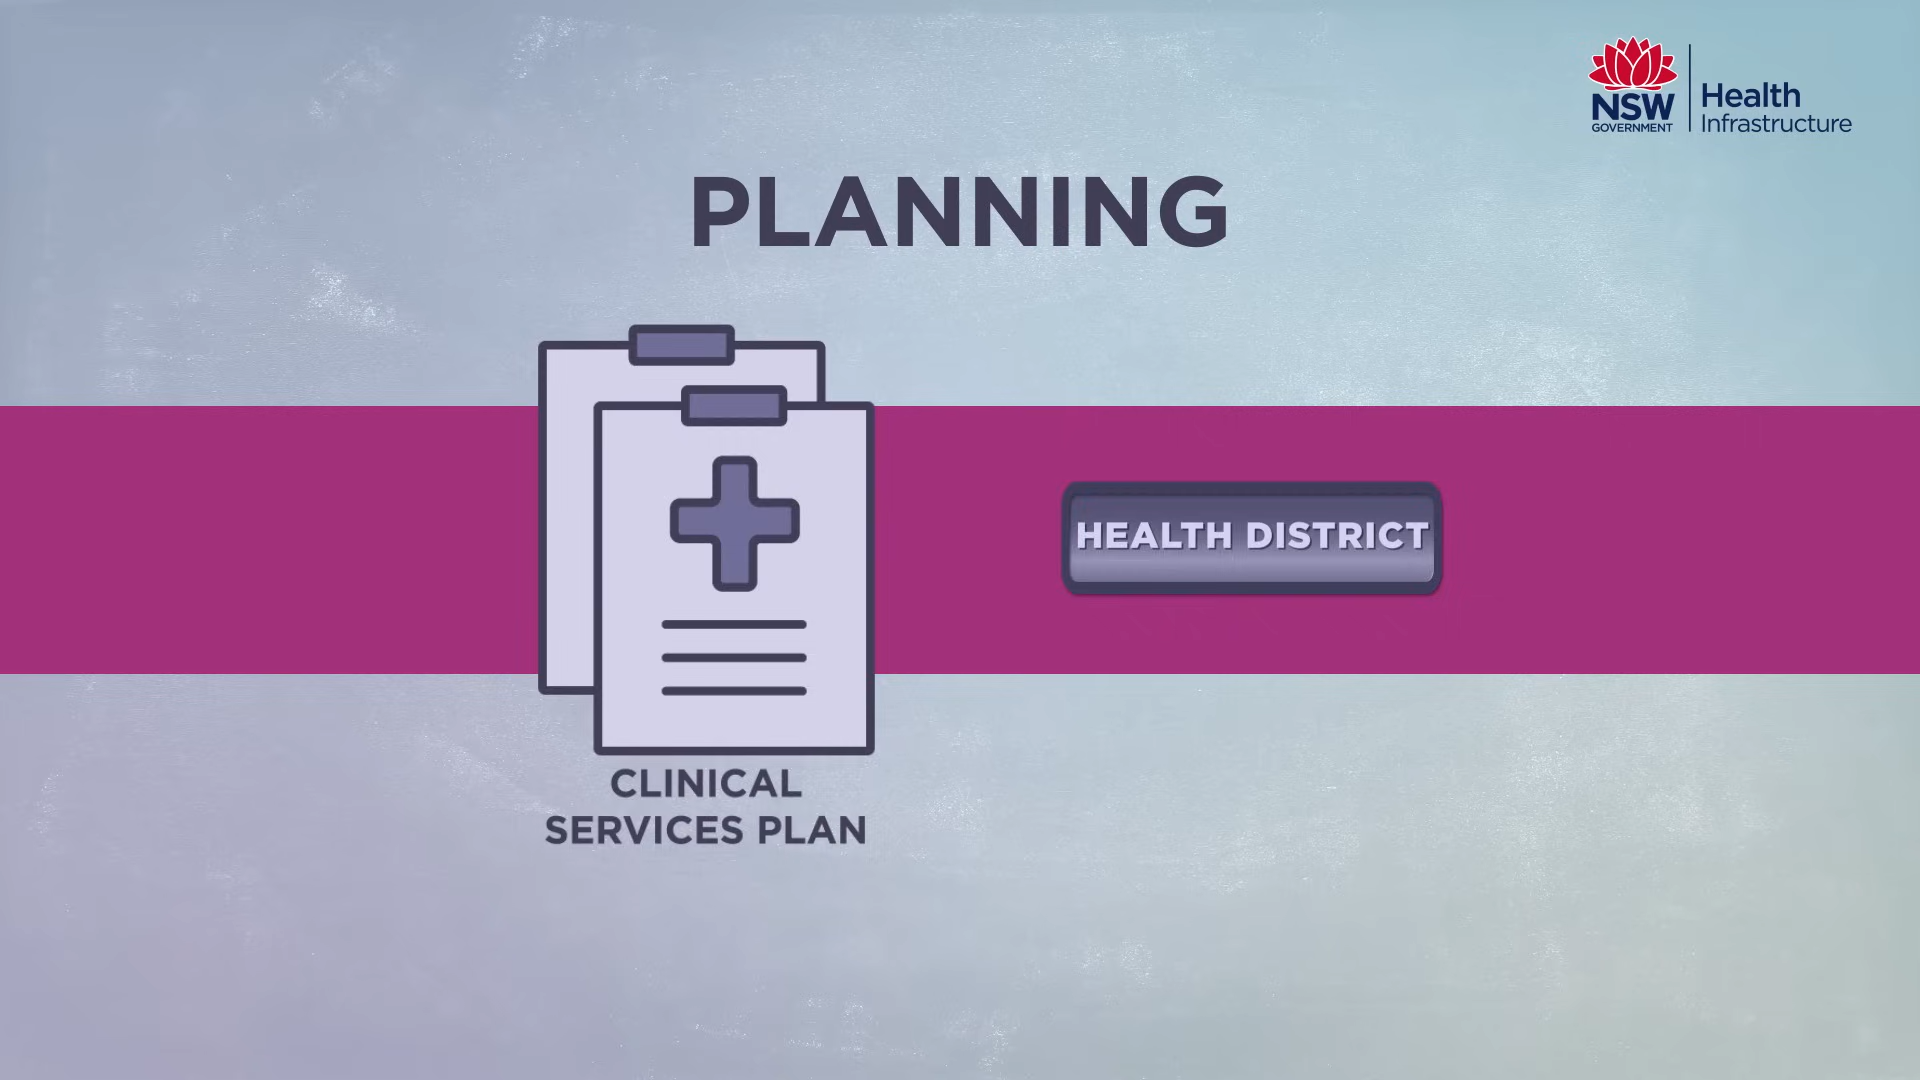 NSW
GOVERNMENT
Health
Infrastructure
PLANNING
HEALTH DISTRICT
CLINICAL
SERVICES PLAN